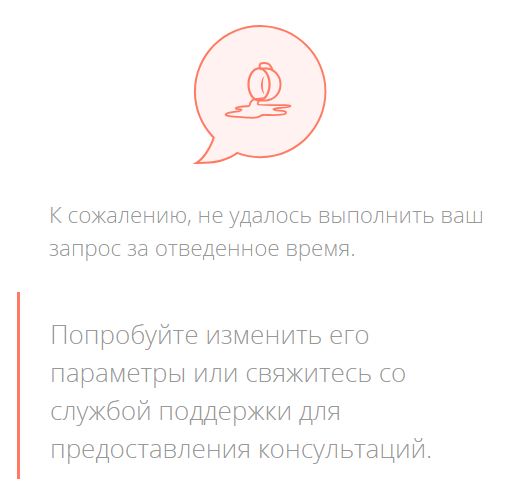 К сожалению, не удалось выполнить ваш
запрос за отведенное время.
Попробуйте изменить его
параметры или свяжитесь со
службой поддержки для
предоставления консультаций.